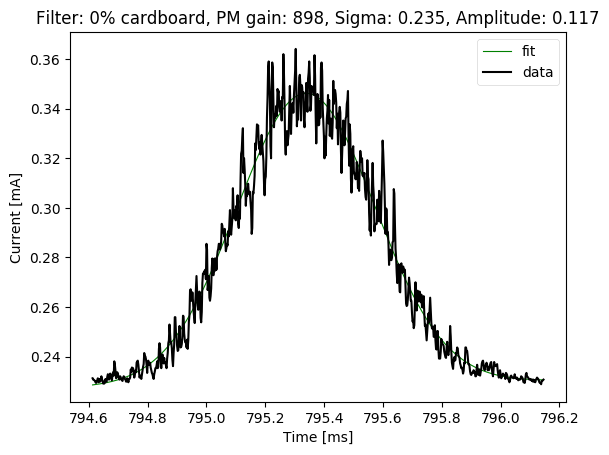 Filter: 0% cardboard, PM gain: 898, Sigma: 0.235, Amplitude: 0.117
fit
data
Current [mA]
0.36
0.34
0.32
0.30
0.28
0.26
0.24
794.6 794.8 795.0 795.2 795.4 795.6 795.8 796.0 796.2
Time [ms]